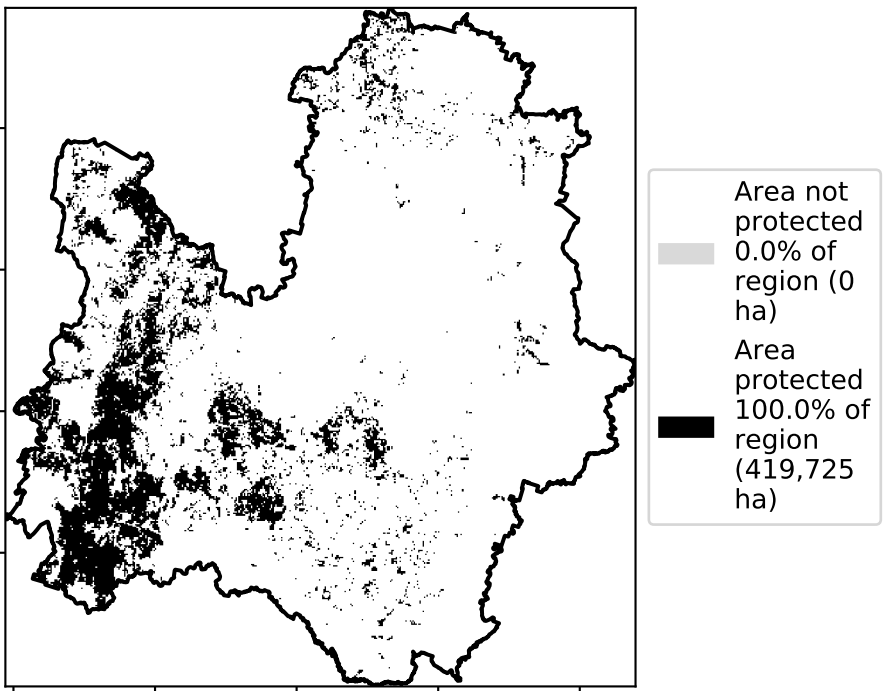 Area not
protected
0.0% of
region (0
ha)
Area
protected
100.0% of
region
(419,725
ha)